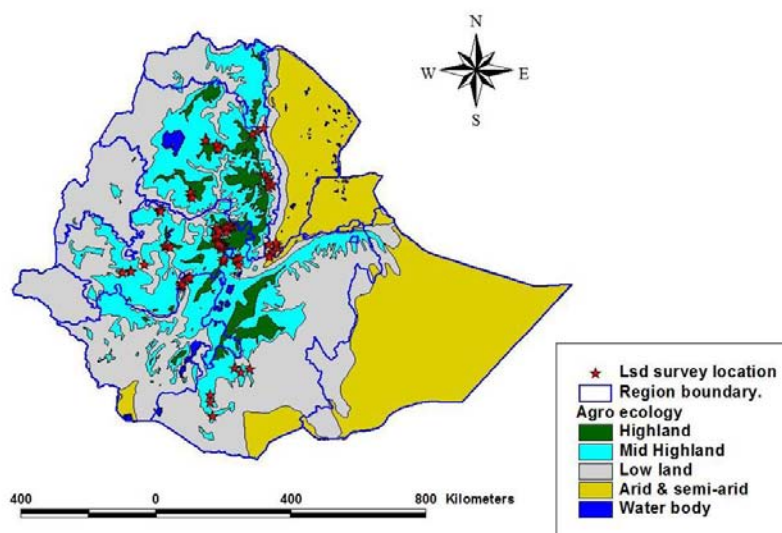 N
W E
S
Lsd survey location
Region boundary.
Agro ecology
Highland
Mid Highland
Low land
Arid & semi-arid
Water body
400 0 400 800 Kilometers